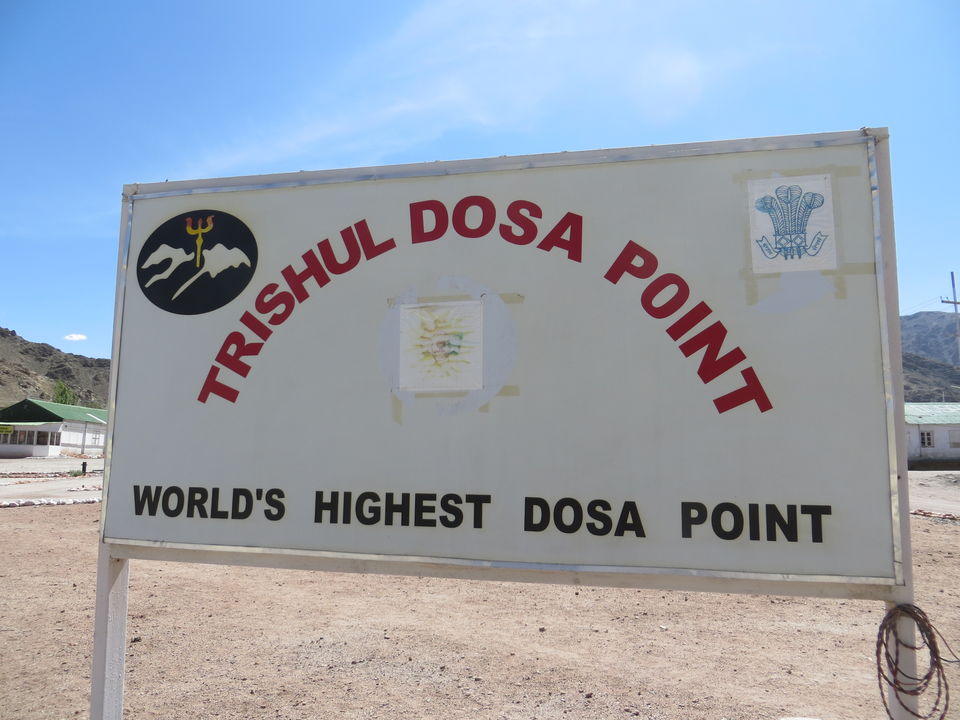 TRISHUL DOSA POINT
WORLD'S HIGHEST DOSA POINT